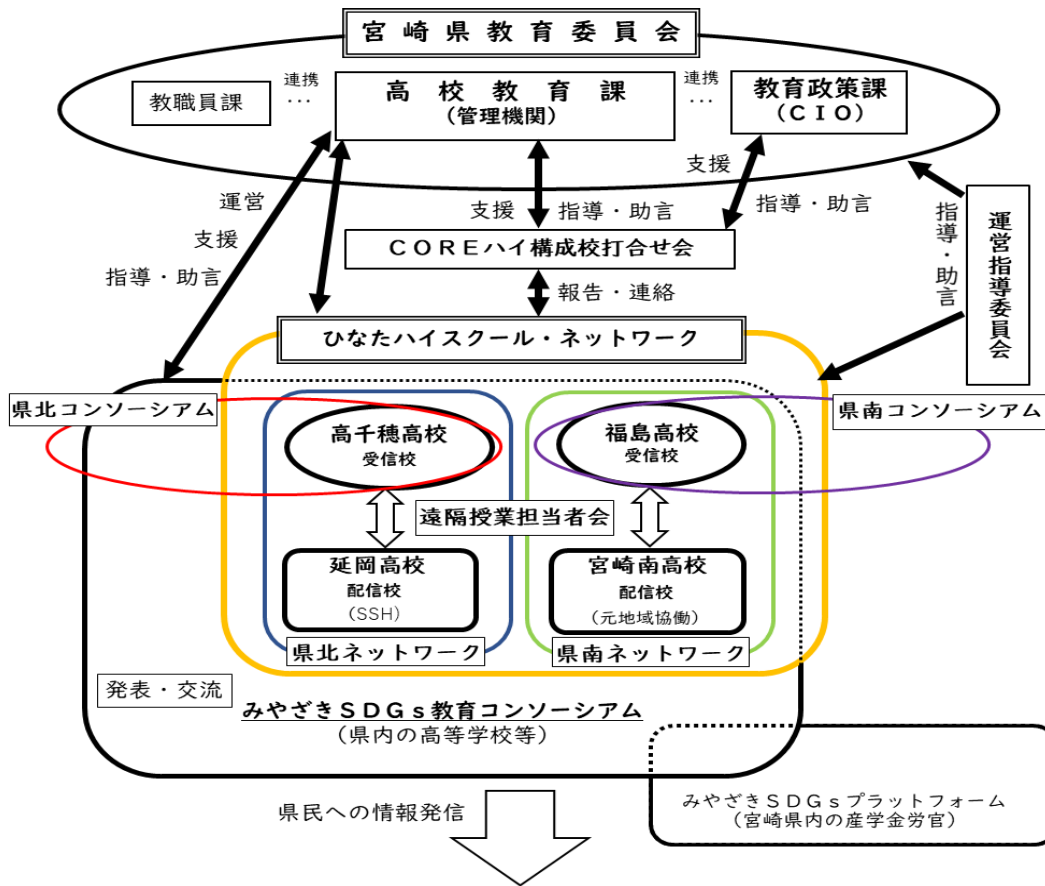 宮崎県教育委員会
教職員課
連携
…
高校教育課
(管理機関)
連携
…
教育政策課
(ＣＩＯ)
運営
支援
指導・助言
支援
指導・助言
支援
指導・助言
指導・助言
運営指導委員会
ＣＯＲＥハイ構成校打合せ会
報告・連絡
ひなたハイスクール・ネットワーク
県北コンソーシアム
県南コンソーシアム
高千穂高校
受信校
福島高校
受信校
遠隔授業担当者会
延岡高校
配信校
(SSH)
宮崎南高校
配信校
(元地域協働)
県北ネットワーク
県南ネットワーク
発表・交流
みやざきＳＤＧｓ教育コンソーシアム
(県内の高等学校等)
みやざきＳＤＧｓプラットフォーム
(宮崎県内の産学金労官)
県民への情報発信